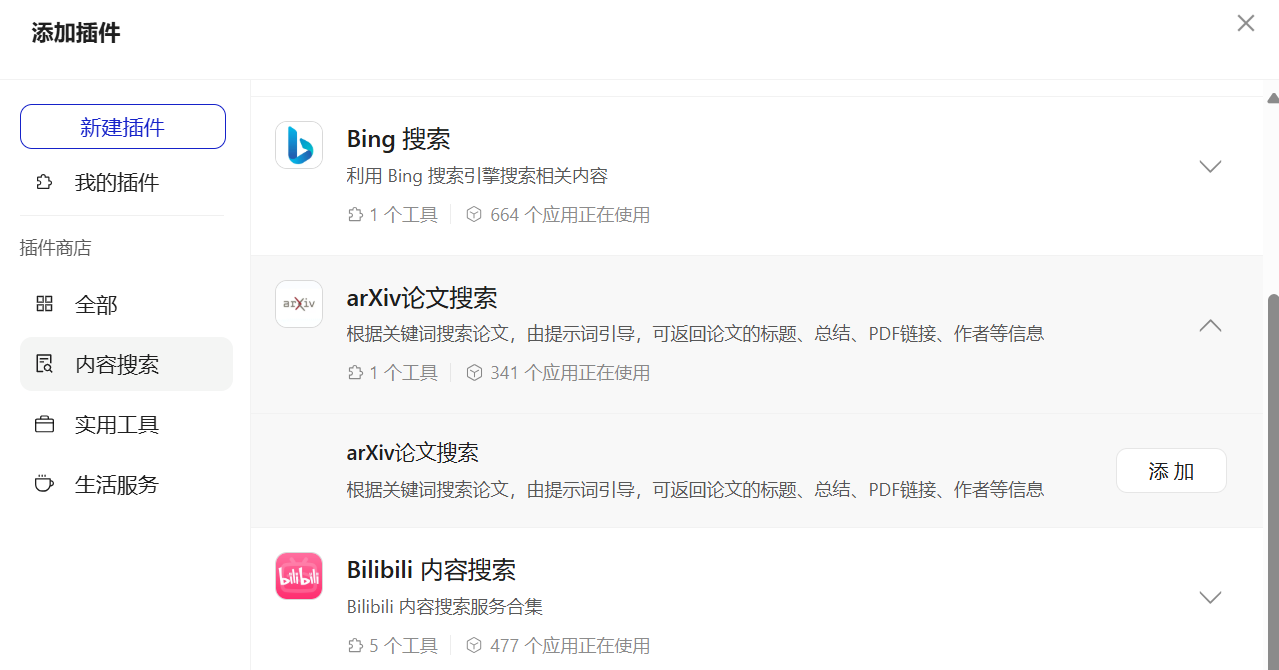 添加插件
新建插件
我的插件
插件商店
全部
内容搜索
实用工具
生活服务
Bing 搜索
利用 Bing 搜索引擎搜索相关内容
1 个工具 664 个应用正在使用
arXiv
arXiv论文搜索
根据关键词搜索论文，由提示词引导，可返回论文的标题、总结、PDF链接、作者等信息
1 个工具 341 个应用正在使用
arXiv论文搜索
根据关键词搜索论文，由提示词引导，可返回论文的标题、总结、PDF链接、作者等信息
添 加
bilibili
Bilibili 内容搜索
Bilibili 内容搜索服务合集
5 个工具 477 个应用正在使用